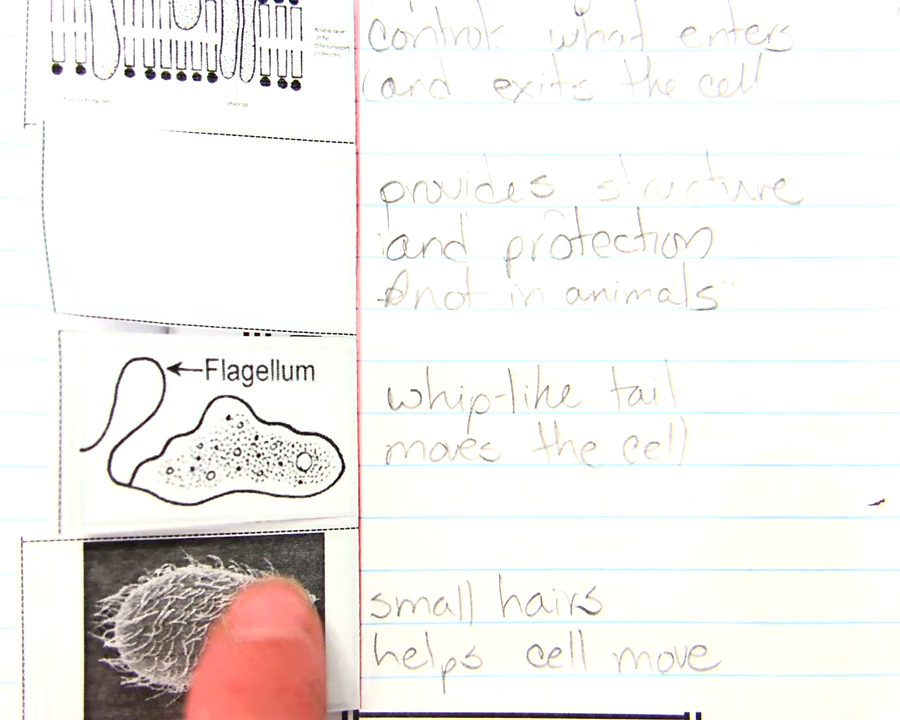 controls what enters
and exits the cell
provides structure
and protection
not in animals
Flagellum
whip-like tail
moves the cell
small hairs
helps cell move